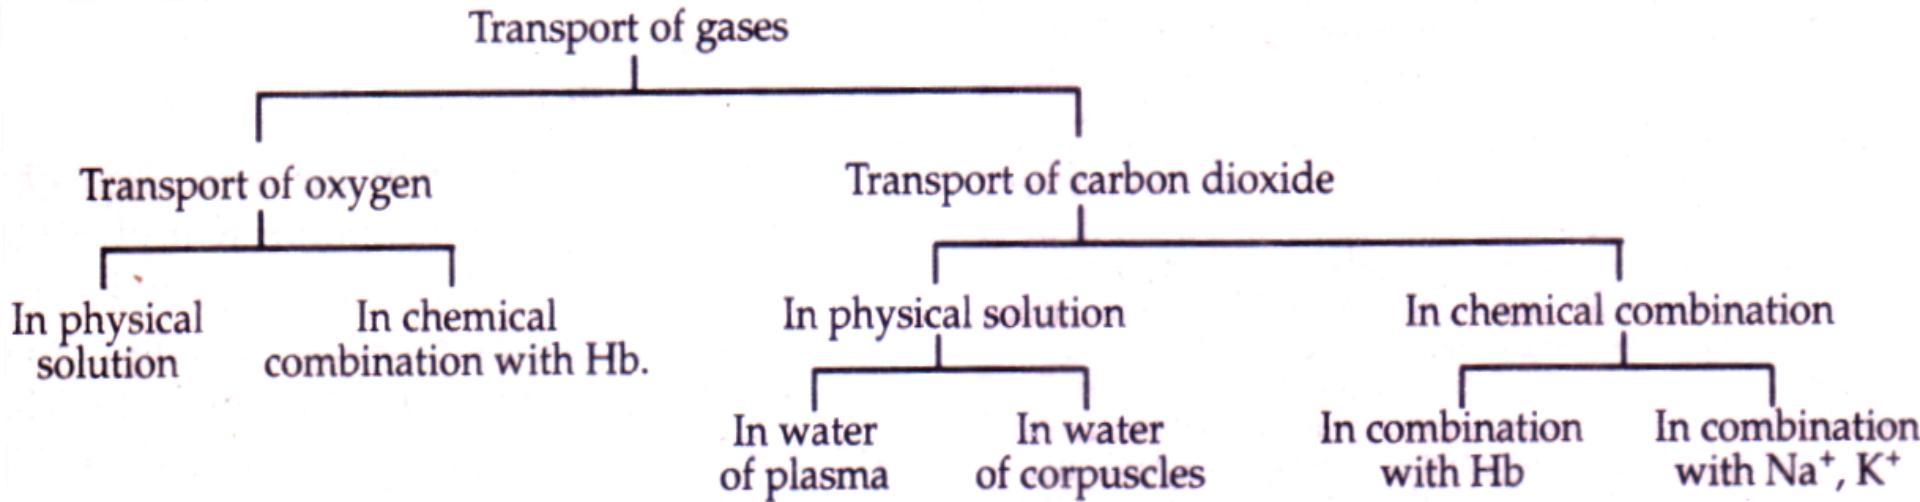 Transport of gases
Transport of oxygen
Transport of carbon dioxide
In physical
solution
In chemical
combination with Hb.
In physical solution
In chemical combination
In water
of plasma
In water
of corpuscles
In combination
with Hb
In combination
with Na⁺, K⁺